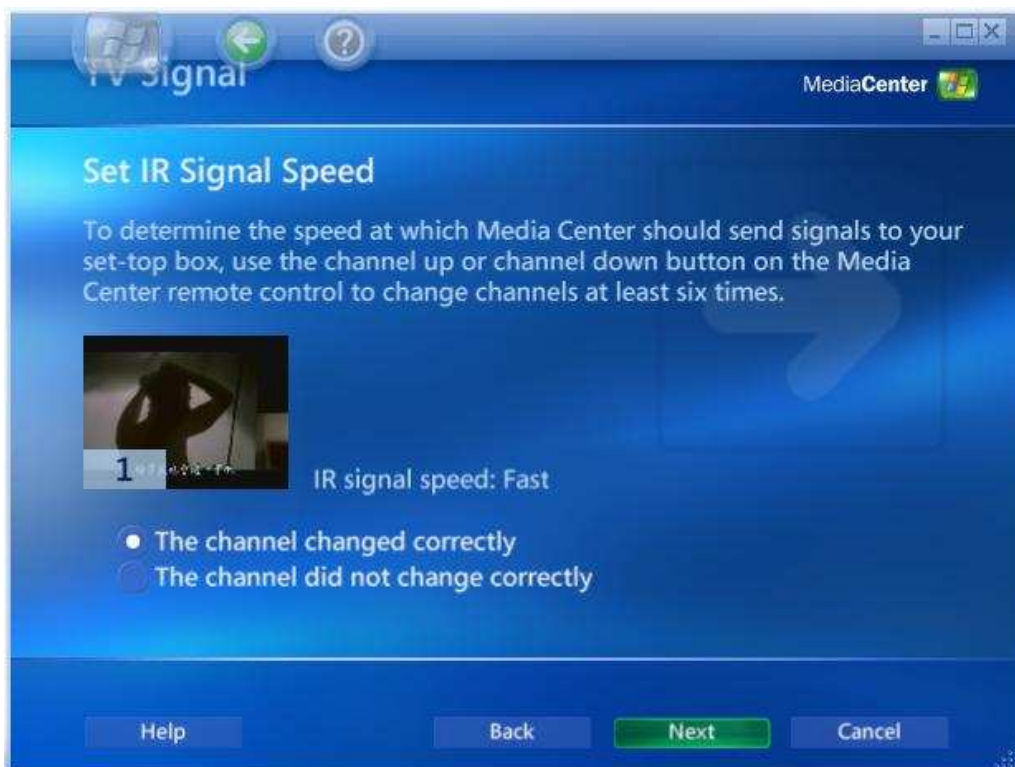 TV Signal
MediaCenter
Set IR Signal Speed
To determine the speed at which Media Center should send signals to your
set-top box, use the channel up or channel down button on the Media
Center remote control to change channels at least six times.
1
IR signal speed: Fast
The channel changed correctly
The channel did not change correctly
Help
Back
Next
Cancel